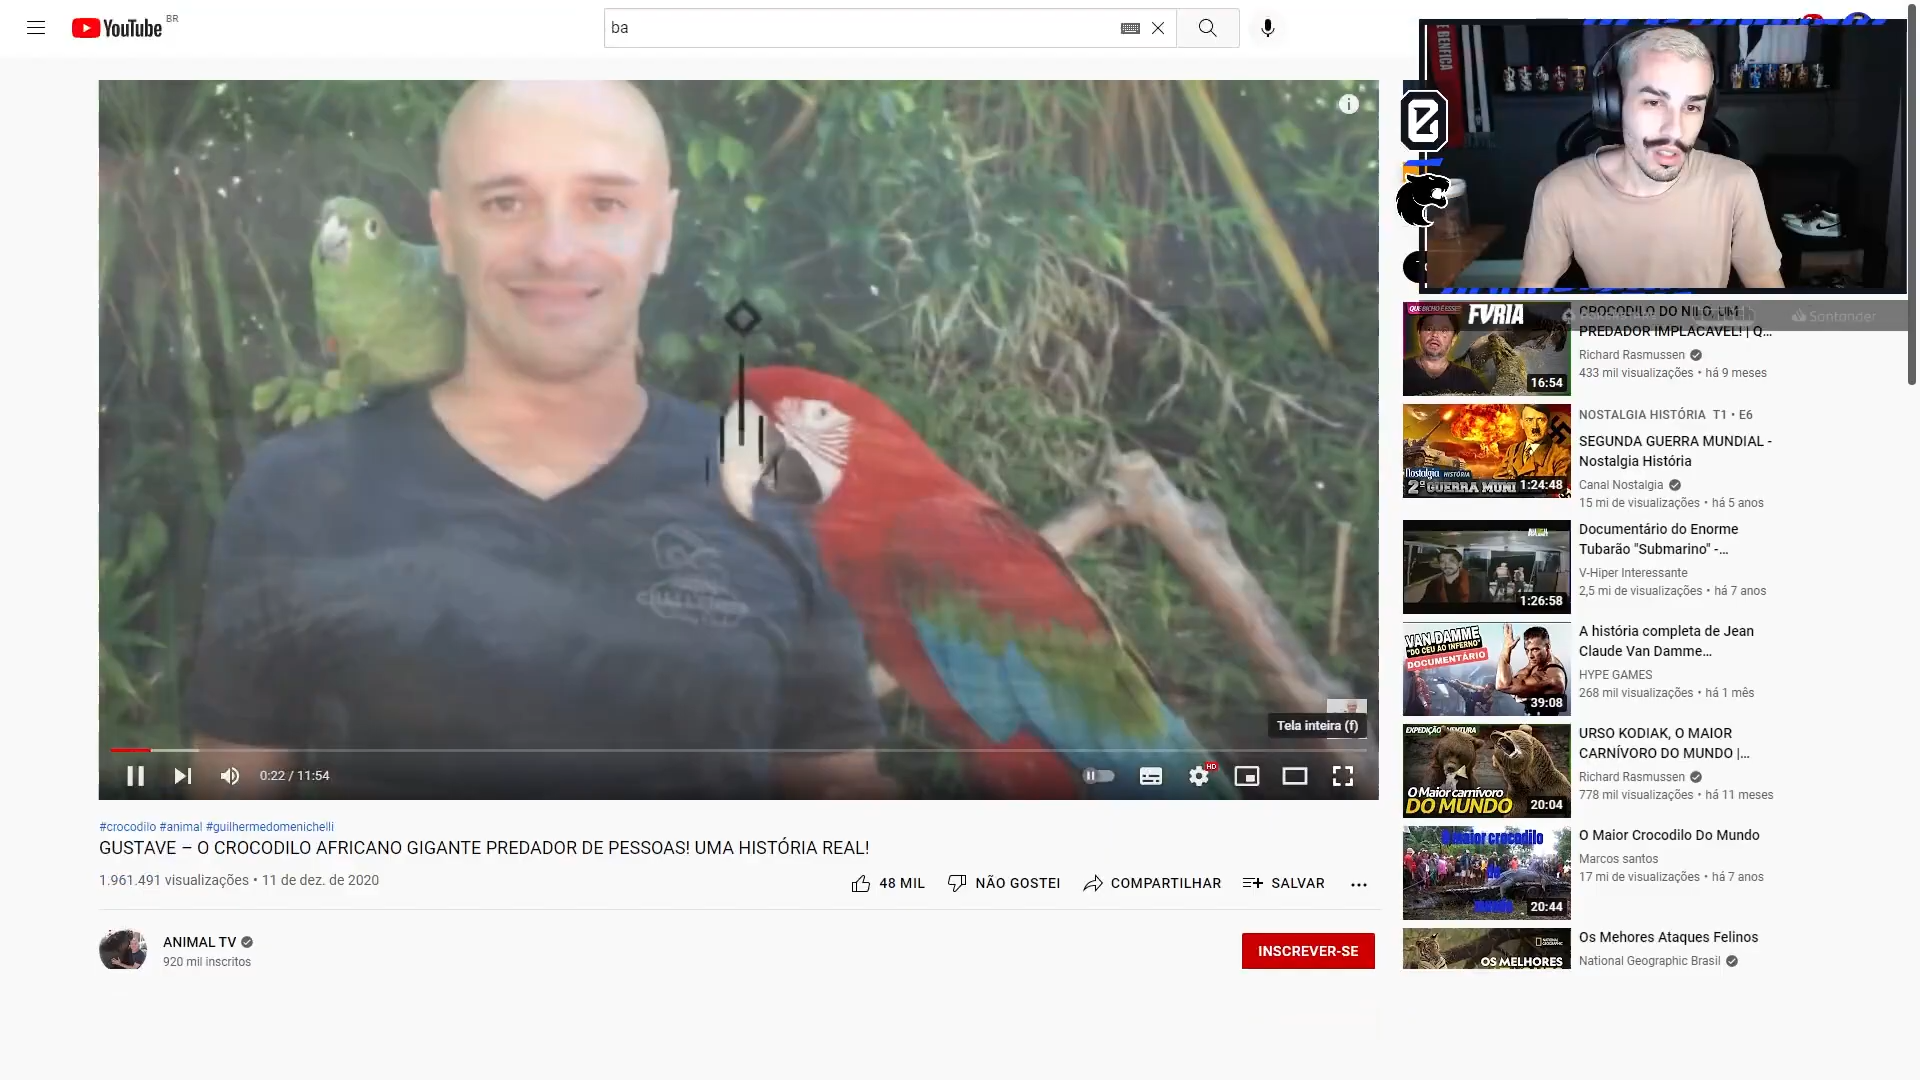 YouTube BR
ba
BENFICA
Tela inteira (f)
0:22 / 11:54
HD
#crocodilo #animal #guilhermedomenichelli
GUSTAVE – O CROCODILO AFRICANO GIGANTE PREDADOR DE PESSOAS! UMA HISTÓRIA REAL!
1.961.491 visualizações • 11 de dez. de 2020
48 MIL
NÃO GOSTEI
COMPARTILHAR
SALVAR
ANIMAL TV
920 mil inscritos
INSCREVER-SE
Santander
FVRIA
16:54
CROCODILO DO NILO, UM
PREDADOR IMPLACAVEL! | Q...
Richard Rasmussen
433 mil visualizações • há 9 meses
Nostalgia HISTÓRIA
2ª GUERRA MUNI
1:24:48
NOSTALGIA HISTÓRIA T1 • E6
SEGUNDA GUERRA MUNDIAL -
Nostalgia História
Canal Nostalgia
15 mi de visualizações • há 5 anos
1:26:58
Documentário do Enorme
Tubarão "Submarino" -...
V-Hiper Interessante
2,5 mi de visualizações • há 7 anos
VAN DAMME
"DO CÉU AO INFERNO"
DOCUMENTÁRIO
39:08
A história completa de Jean
Claude Van Damme...
HYPE GAMES
268 mil visualizações • há 1 mês
O Maior carnívoro
DO MUNDO
20:04
URSO KODIAK, O MAIOR
CARNÍVORO DO MUNDO |...
Richard Rasmussen
778 mil visualizações • há 11 meses
O maior crocodilo
do
mundo
20:44
O Maior Crocodilo Do Mundo
Marcos santos
17 mi de visualizações • há 7 anos
OS MELHORES
Os Mehores Ataques Felinos
National Geographic Brasil